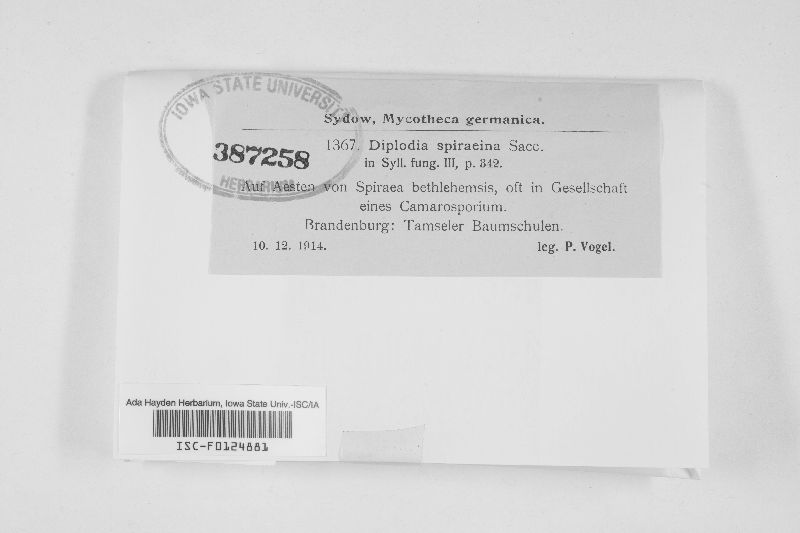 IOWA STATE UNIVERSITY
HERBARIUM
387258
Sydow, Mycotheca germanica.
1367. Diplodia spiraeina Sacc.
in Syll. fung. III, p. 342.
Auf Aesten von Spiraea bethlehemsis, oft in Gesellschaft
eines Camarosporium.
Brandenburg: Tamseler Baumschulen.
10. 12. 1914. leg. P. Vogel.
Ada Hayden Herbarium, Iowa State Univ.-ISC/IA
ISC-F0124881